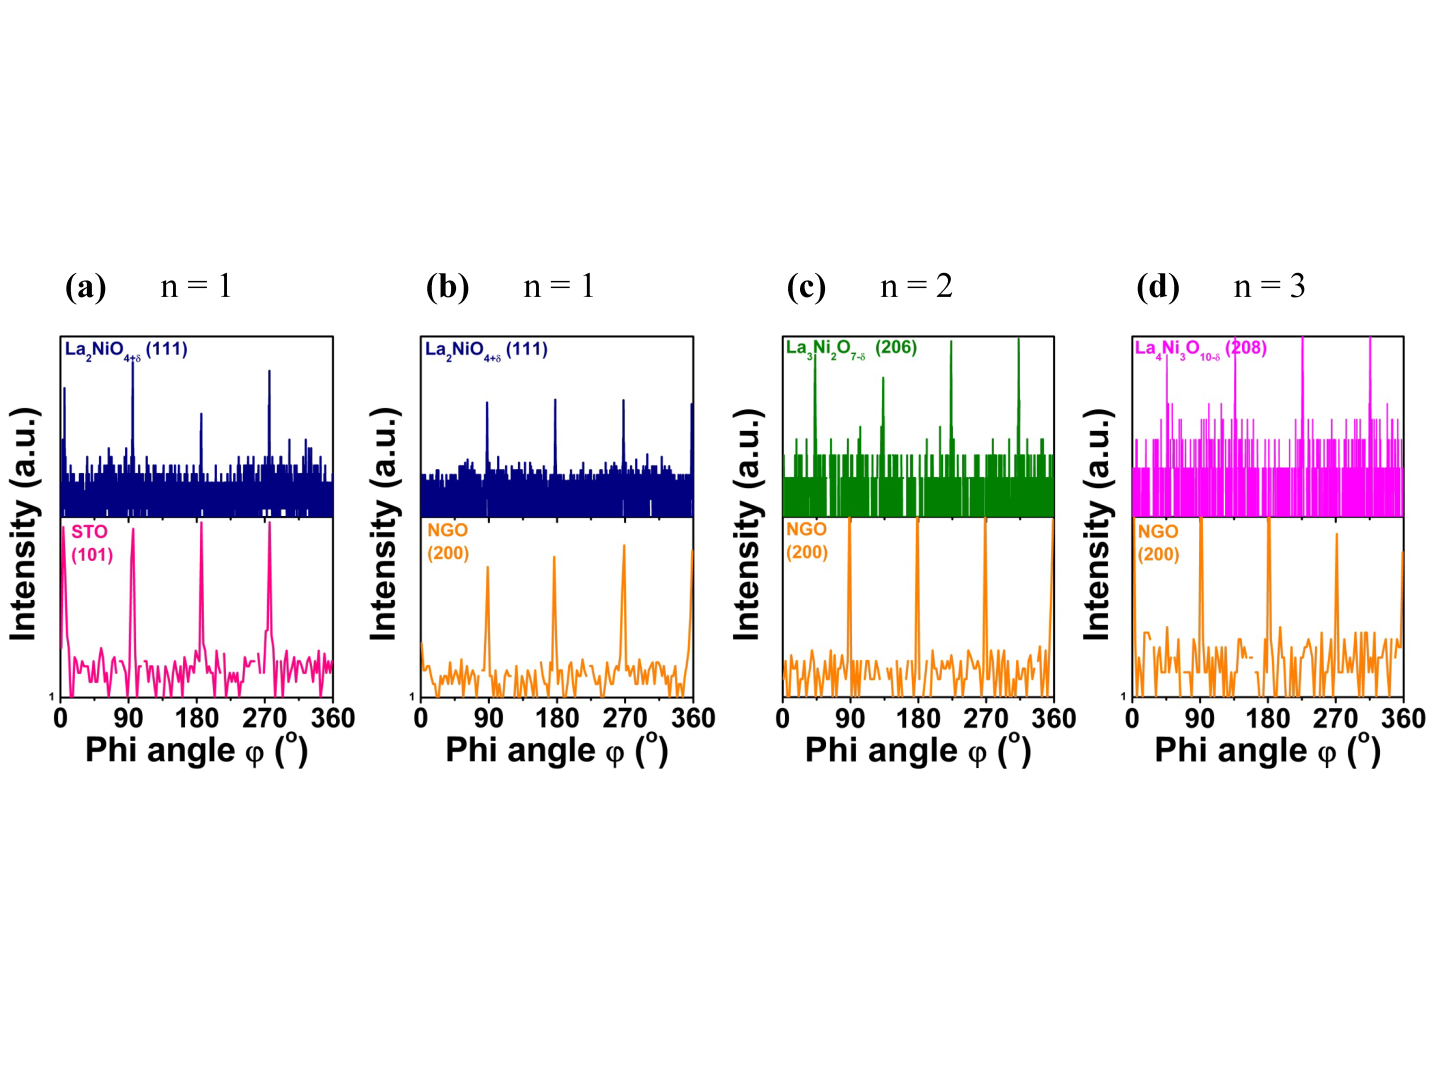 (a) n = 1
(b) n = 1
(c) n = 2
(d) n = 3
La2NiO4+δ (111)
STO
(101)
Intensity (a.u.)
1
0 90 180 270 360
Phi angle φ (o)
La2NiO4+δ (111)
NGO
(200)
Intensity (a.u.)
1
0 90 180 270 360
Phi angle φ (o)
La3Ni2O7-δ (206)
NGO
(200)
Intensity (a.u.)
0 90 180 270 360
Phi angle φ (o)
La4Ni3O10-δ (208)
NGO
(200)
Intensity (a.u.)
1
0 90 180 270 360
Phi angle φ (o)